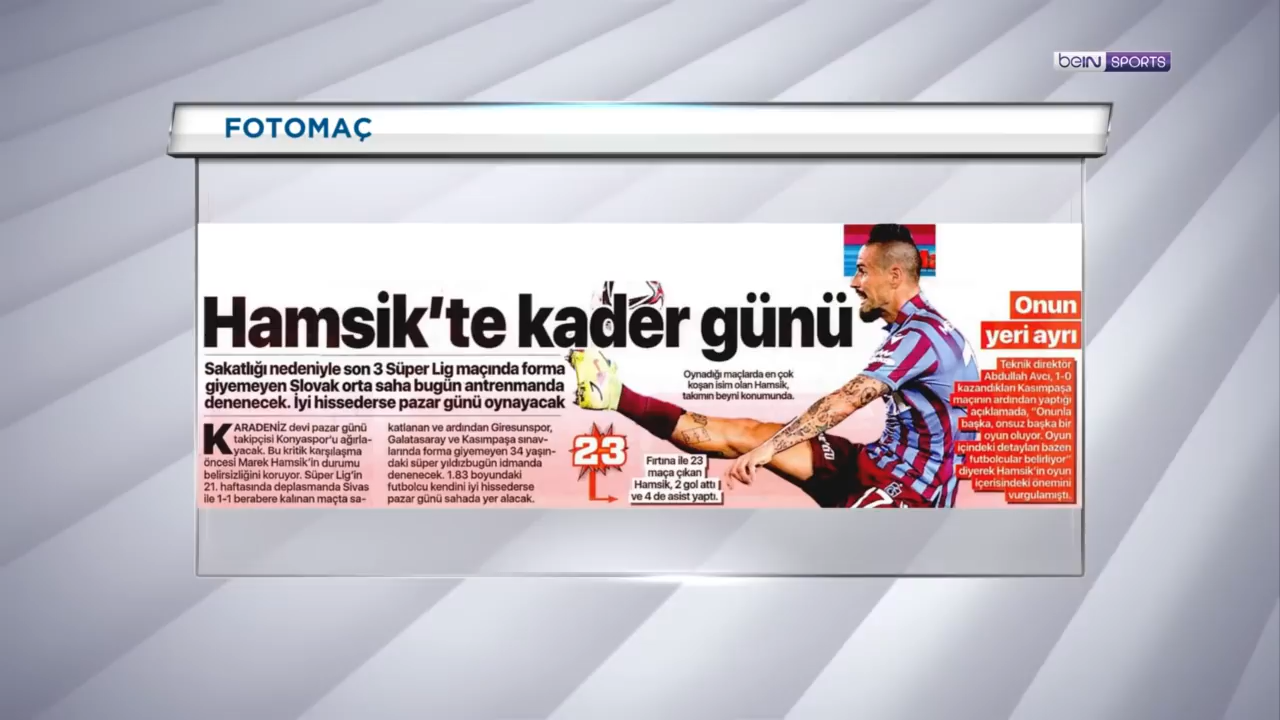 beIN SPORTS
FOTOMAÇ
Hamsik'te kader günü
Sakatlığı nedeniyle son 3 Süper Lig maçında forma
giyemeyen Slovak orta saha bugün antrenmanda
denenecek. İyi hissederse pazar günü oynayacak
KARADENİZ devi pazar günü
takipçisi Konyaspor'u ağırla-
yacak. Bu kritik karşılaşma
öncesi Marek Hamsik'in durumu
belirsizliğini koruyor. Süper Lig'in
21. haftasında deplasmanda Sivas
ile 1-1 berabere kalınan maçta sa-
katlanan ve ardından Giresunspor,
Galatasaray ve Kasımpaşa sınav-
larında forma giyemeyen 34 yaşın-
daki süper yıldızbugün idmanda
denenecek. 1.83 boyundaki
futbolcu kendini iyi hissederse
pazar günü sahada yer alacak.
Oynadığı maçlarda en çok
koşan isim olan Hamsik,
takımın beyni konumunda.
23
Fırtına ile 23
maça çıkan
Hamsik, 2 gol attı
ve 4 de asist yaptı.
17
Onun
yeri ayrı
Teknik direktör
Abdullah Avcı, 1-0
kazandıkları Kasımpaşa
maçının ardından yaptığı
açıklamada, "Onunla
başka, onsuz başka bir
oyun oluyor. Oyun
içindeki detayları bazen
futbolcular belirliyor"
diyerek Hamsik'in oyun
içerisindeki önemini
vurgulamıştı.